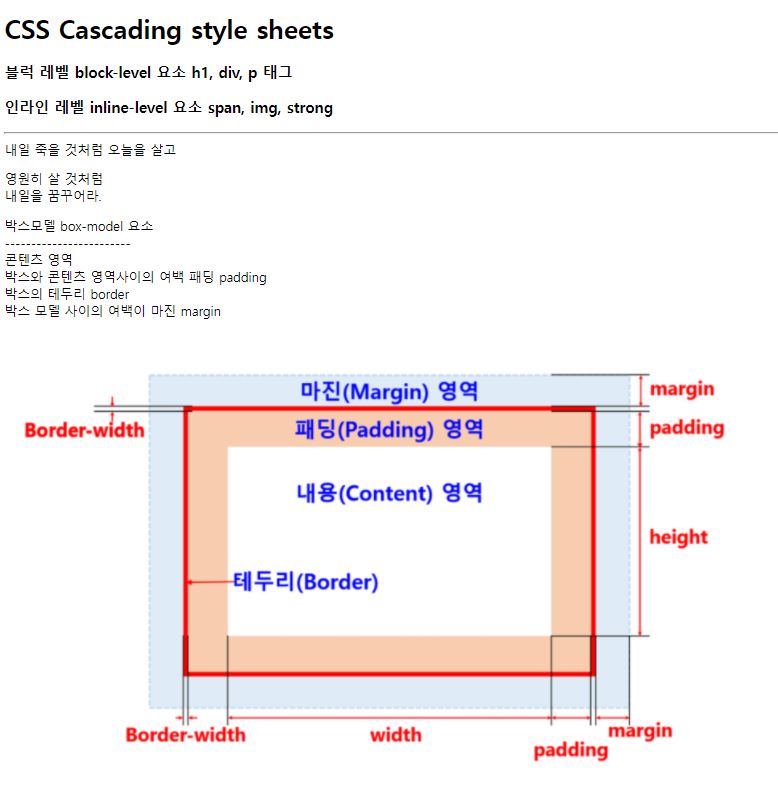 CSS Cascading style sheets
블럭 레벨 block-level 요소 h1, div, p 태그
인라인 레벨 inline-level 요소 span, img, strong
내일 죽을 것처럼 오늘을 살고
영원히 살 것처럼
내일을 꿈꾸어라.
박스모델 box-model 요소
------------------------
콘텐츠 영역
박스와 콘텐츠 영역사이의 여백 패딩 padding
박스의 테두리 border
박스 모델 사이의 여백이 마진 margin
마진(Margin) 영역
margin
Border-width
패딩(Padding) 영역
padding
내용(Content) 영역
height
테두리(Border)
Border-width
width
padding
margin